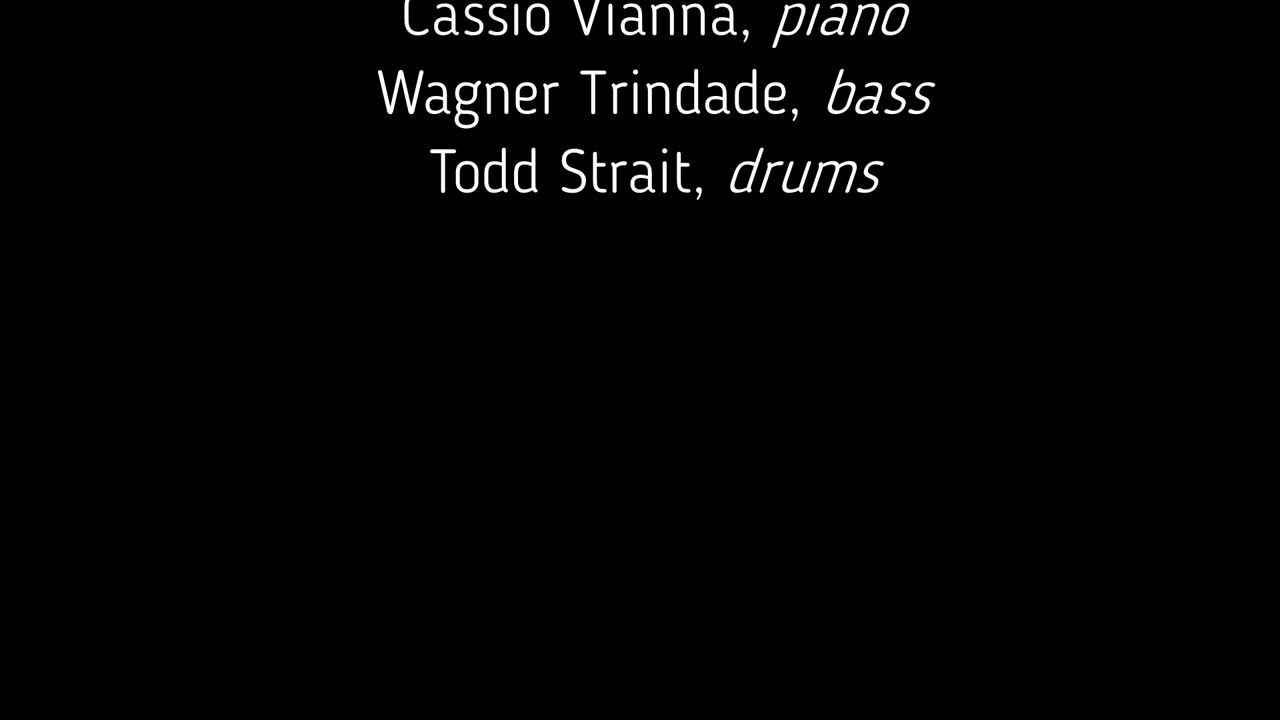 Cassio Vianna, piano
Wagner Trindade, bass
Todd Strait, drums